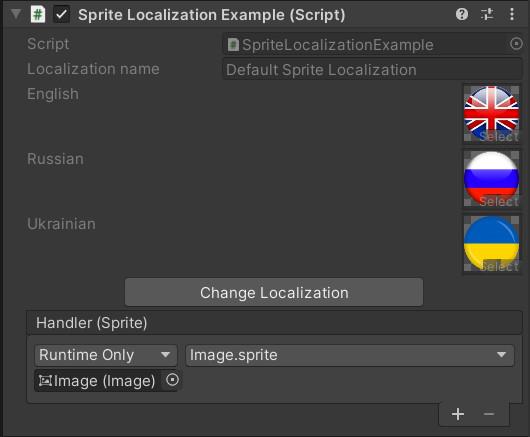 Sprite Localization Example (Script)
Script SpriteLocalizationExample
Localization name Default Sprite Localization
English
Select
Russian
Select
Ukrainian
Select
Change Localization
Handler (Sprite)
Runtime Only Image.sprite
Image (Image)